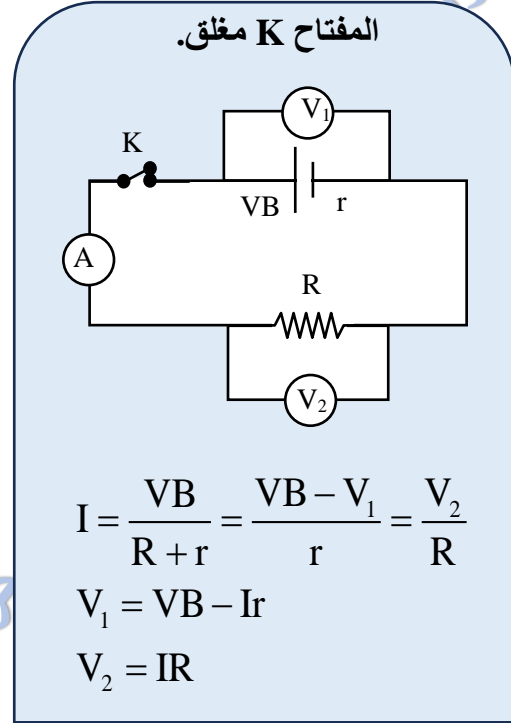 المفتاح K مغلق.
V₁
K
VB r
A
R
V₂
I = VB / (R + r) = (VB − V₁) / r = V₂ / R
V₁ = VB − Ir
V₂ = IR